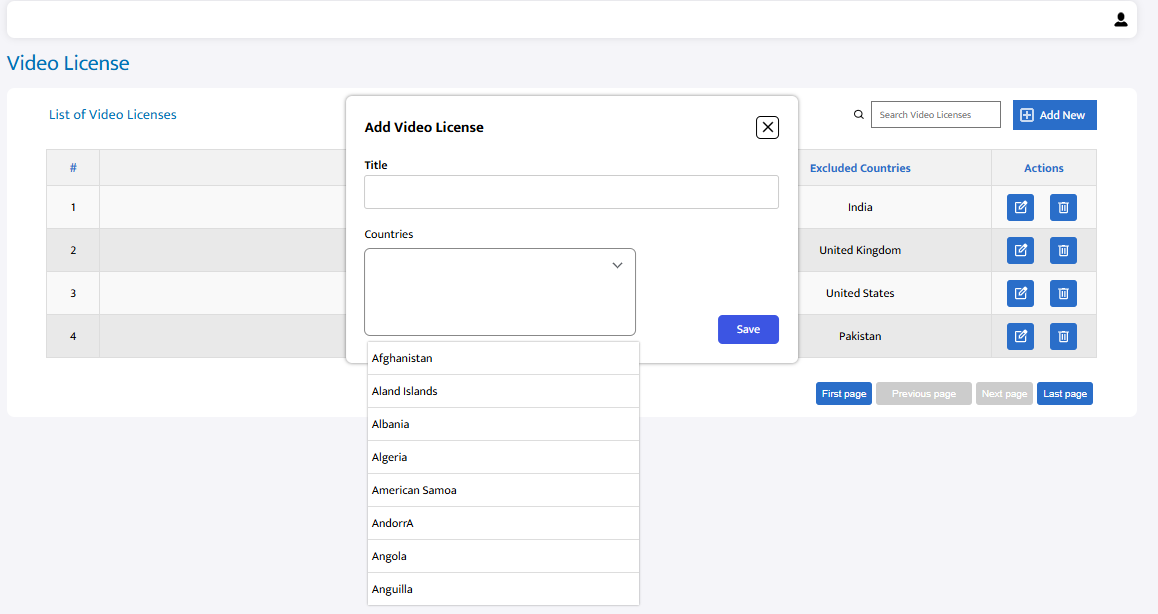 Video License
List of Video Licenses
Search Video Licenses
Add New
# Excluded Countries Actions
1 India
2 United Kingdom
3 United States
4 Pakistan
First page Previous page Next page Last page
Add Video License
Title
Countries
Save
Afghanistan
Aland Islands
Albania
Algeria
American Samoa
AndorrA
Angola
Anguilla